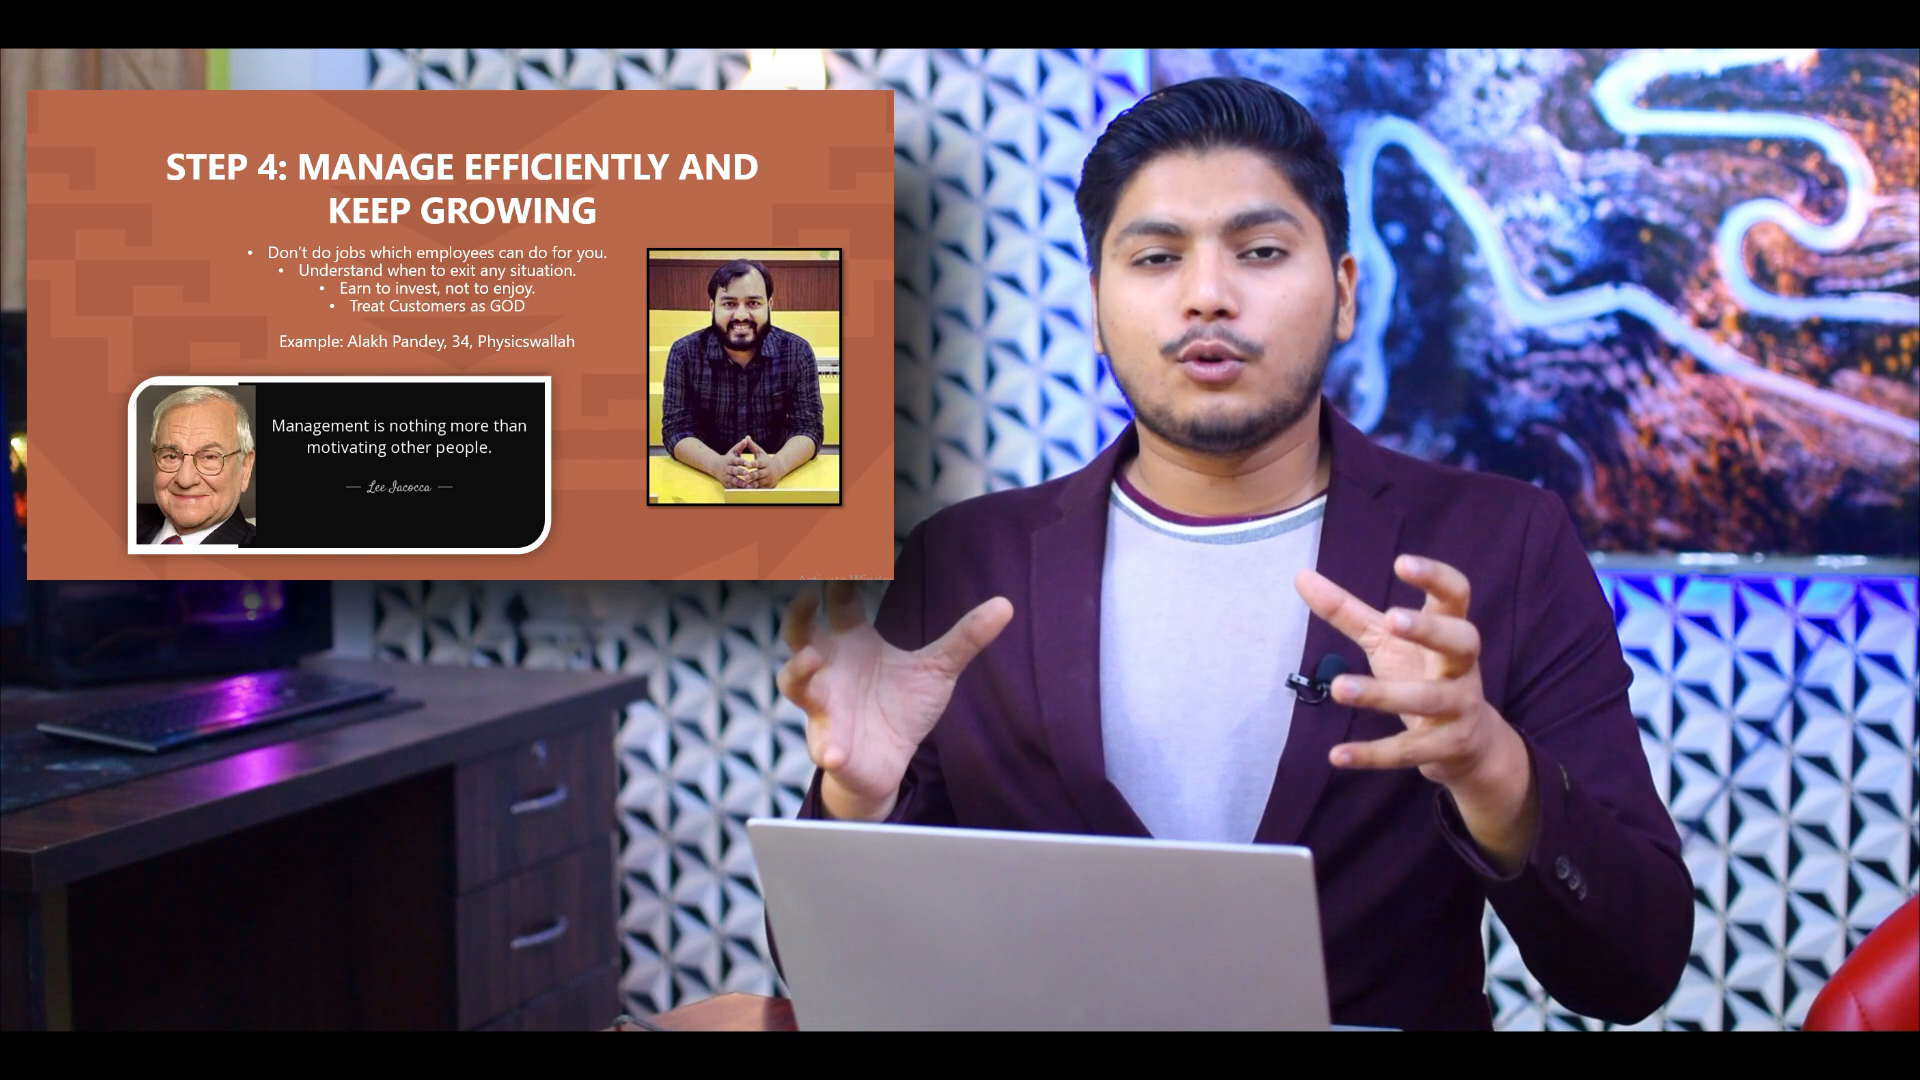 STEP 4: MANAGE EFFICIENTLY AND
KEEP GROWING
• Don't do jobs which employees can do for you.
• Understand when to exit any situation.
• Earn to invest, not to enjoy.
• Treat Customers as GOD
Example: Alakh Pandey, 34, Physicswallah
Management is nothing more than
motivating other people.
— Lee Iacocca —
Activate Windo